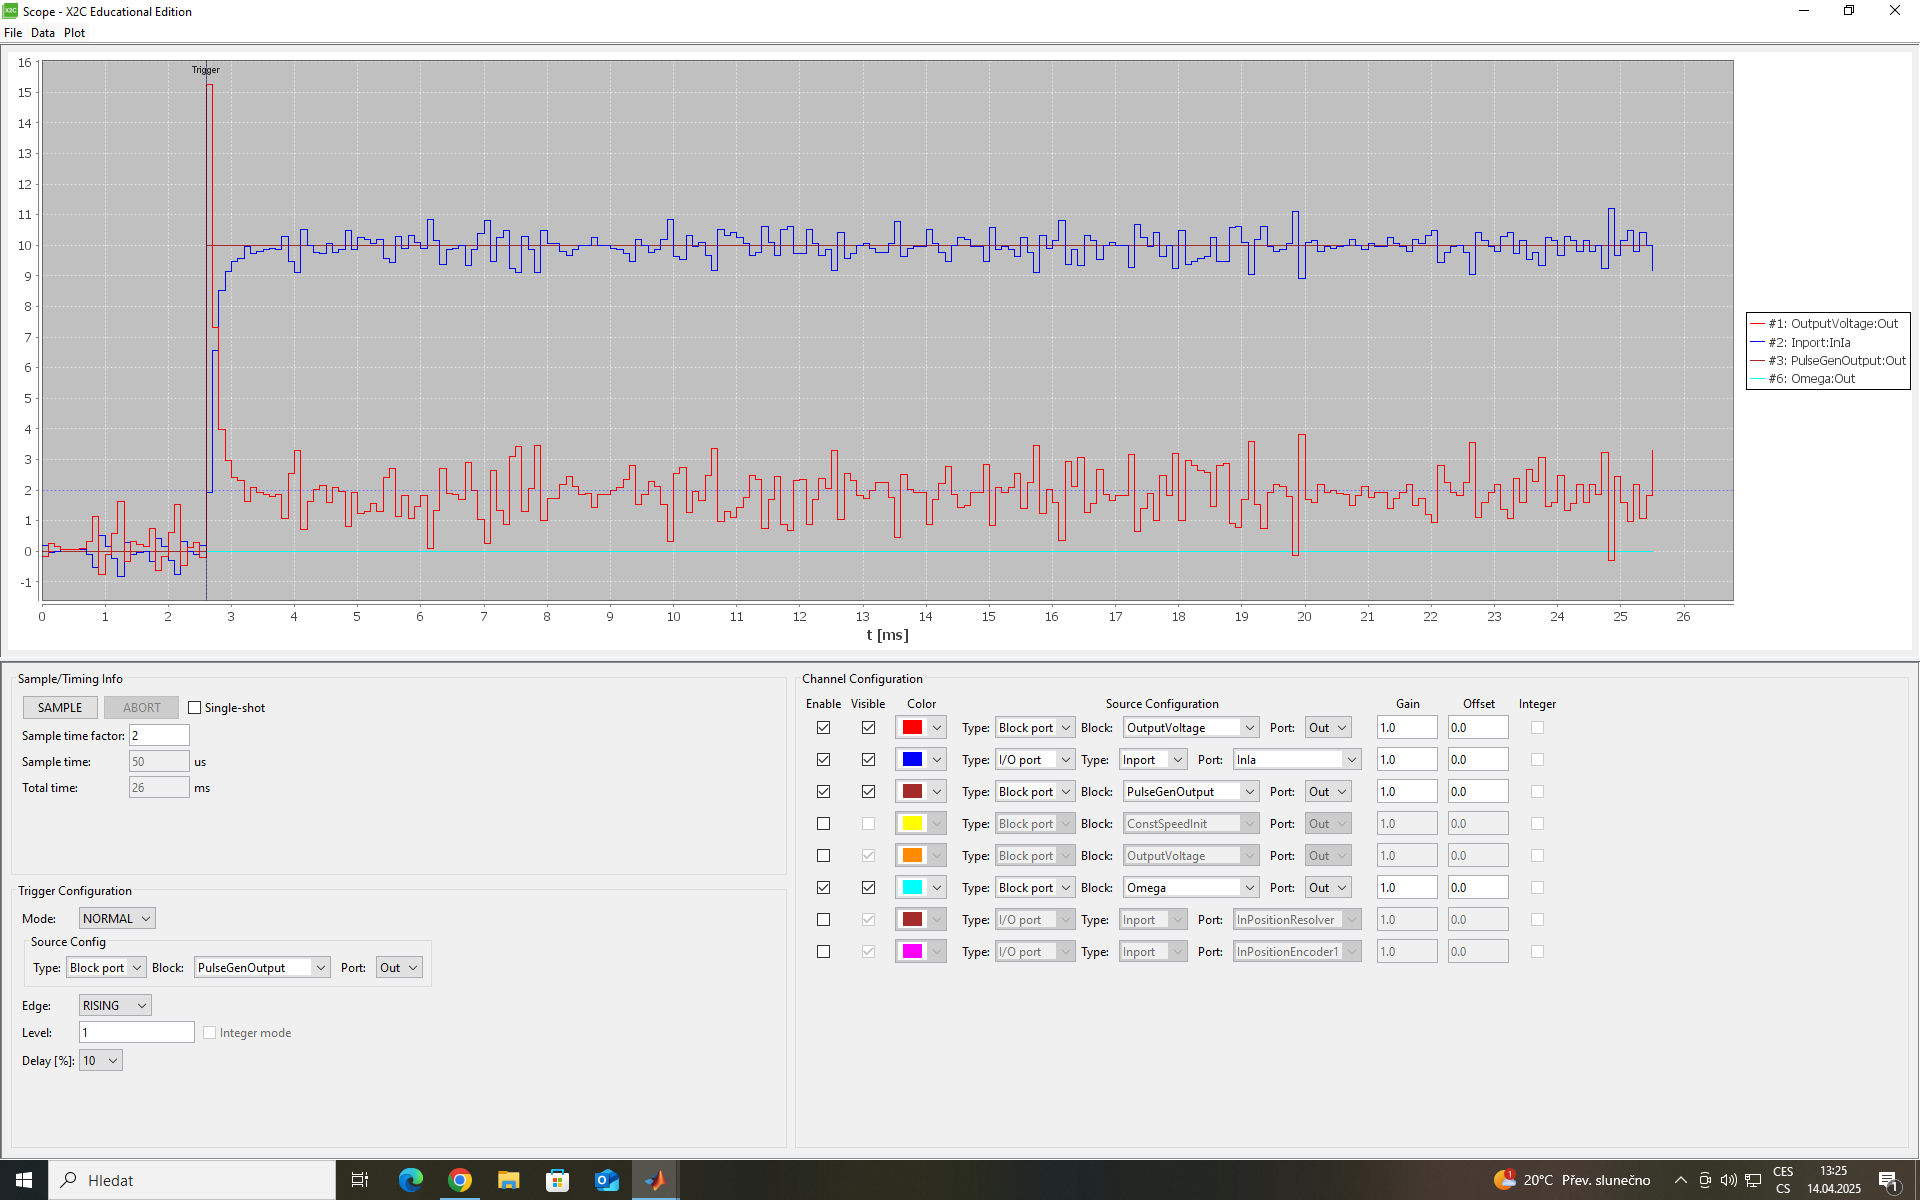 Scope - X2C Educational Edition
File Data Plot
Trigger
16
15
14
13
12
11
10
9
8
7
6
5
4
3
2
1
0
-1
0 1 2 3 4 5 6 7 8 9 10 11 12 13 14 15 16 17 18 19 20 21 22 23 24 25 26
t [ms]
#1: OutputVoltage:Out
#2: Inport:InIa
#3: PulseGenOutput:Out
#6: Omega:Out
Sample/Timing Info
SAMPLE ABORT Single-shot
Sample time factor: 2
Sample time: 50 us
Total time: 26 ms
Trigger Configuration
Mode: NORMAL
Source Config
Type: Block port Block: PulseGenOutput Port: Out
Edge: RISING
Level: 1 Integer mode
Delay [%]: 10
Channel Configuration
Enable Visible Color Source Configuration Gain Offset Integer
Type: Block port Block: OutputVoltage Port: Out 1.0 0.0
Type: I/O port Type: Inport Port: InIa 1.0 0.0
Type: Block port Block: PulseGenOutput Port: Out 1.0 0.0
Type: Block port Block: ConstSpeedInit Port: Out 1.0 0.0
Type: Block port Block: OutputVoltage Port: Out 1.0 0.0
Type: Block port Block: Omega Port: Out 1.0 0.0
Type: I/O port Type: Inport Port: InPositionResolver 1.0 0.0
Type: I/O port Type: Inport Port: InPositionEncoder1 1.0 0.0
Hledat
1 20°C Přev. slunečno
CES
CS
13:25
14.04.2025
1